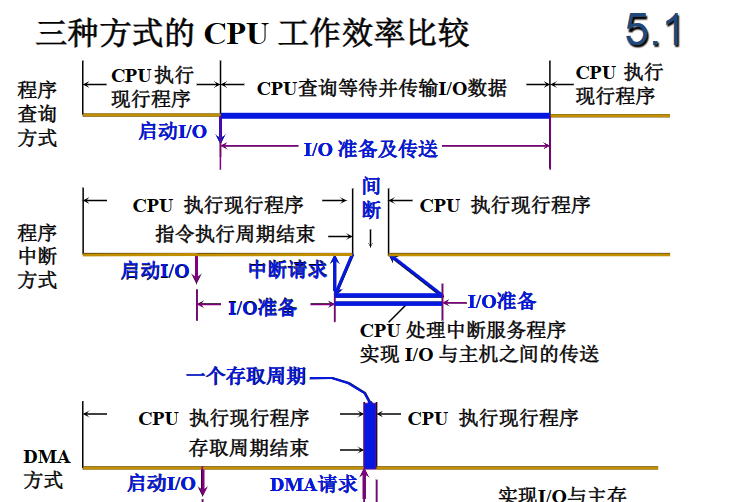 三种方式的 CPU 工作效率比较
5.1
程序
查询
方式
CPU执行
现行程序
CPU查询等待并传输I/O数据
CPU 执行
现行程序
启动I/O
I/O 准备及传送
程序
中断
方式
CPU 执行现行程序
间
断
CPU 执行现行程序
指令执行周期结束
启动I/O
中断请求
I/O准备
I/O准备
CPU 处理中断服务程序
实现 I/O 与主机之间的传送
一个存取周期
DMA
方式
CPU 执行现行程序
CPU 执行现行程序
存取周期结束
启动I/O
DMA请求
实现I/O与主存